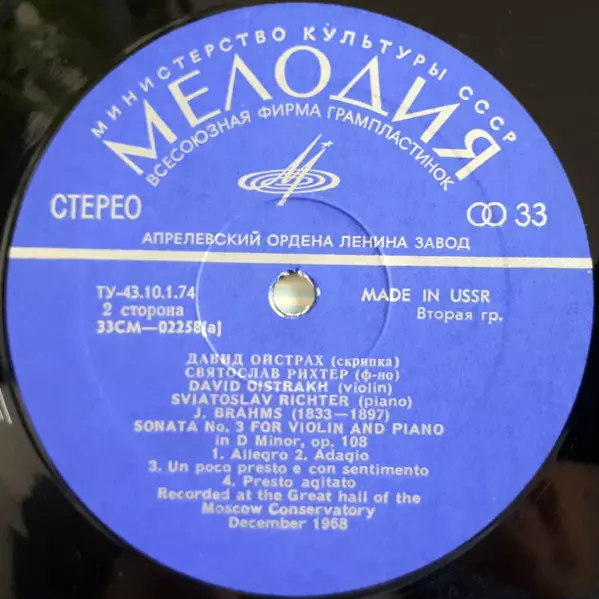 МИНИСТЕРСТВО КУЛЬТУРЫ СССР
МЕЛОДИЯ
ВСЕСОЮЗНАЯ ФИРМА ГРАМПЛАСТИНОК
СТЕРЕО
33
АПРЕЛЕВСКИЙ ОРДЕНА ЛЕНИНА ЗАВОД
ТУ-43.10.1.74
MADE IN USSR
2 сторона
Вторая гр.
33СМ—02258(а)
ДАВИД ОЙСТРАХ (скрипка)
СВЯТОСЛАВ РИХТЕР (ф-но)
DAVID OISTRAKH (violin)
SVIATOSLAV RICHTER (piano)
J. BRAHMS (1833—1897)
SONATA No. 3 FOR VIOLIN AND PIANO
in D Minor, op. 108
1. Allegro 2. Adagio
3. Un poco presto e con sentimento
4. Presto agitato
Recorded at the Great hall of the
Moscow Conservatory
December 1968